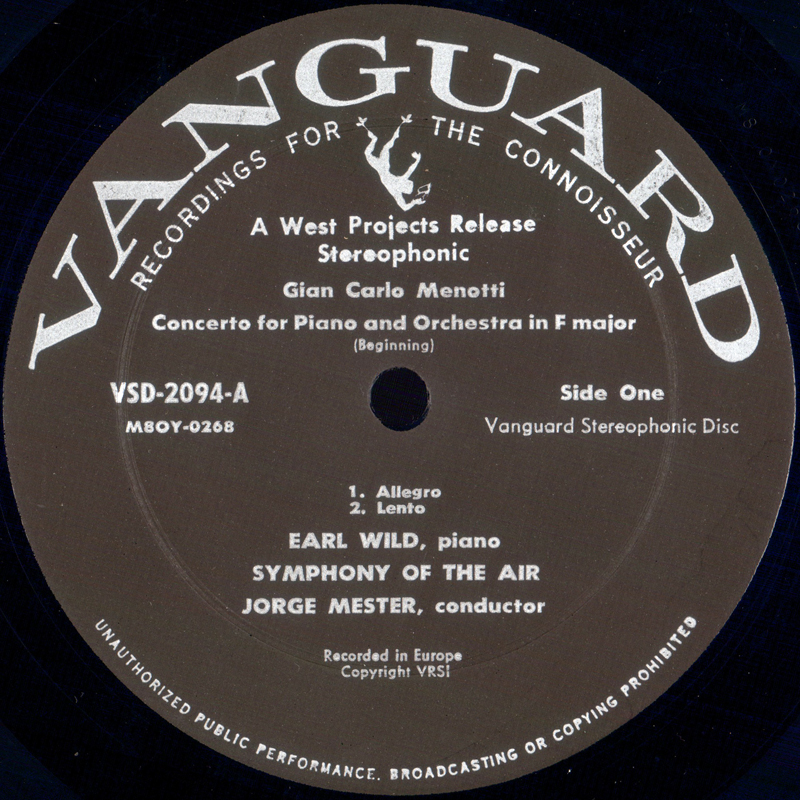 VANGUARD
RECORDINGS FOR THE CONNOISSEUR
A West Projects Release
Stereophonic
Gian Carlo Menotti
Concerto for Piano and Orchestra in F major
(Beginning)
VSD-2094-A
Side One
M8OY-0268
Vanguard Stereophonic Disc
1. Allegro
2. Lento
EARL WILD, piano
SYMPHONY OF THE AIR
JORGE MESTER, conductor
Recorded in Europe
Copyright VRSI
UNAUTHORIZED PUBLIC PERFORMANCE. BROADCASTING OR COPYING PROHIBITED